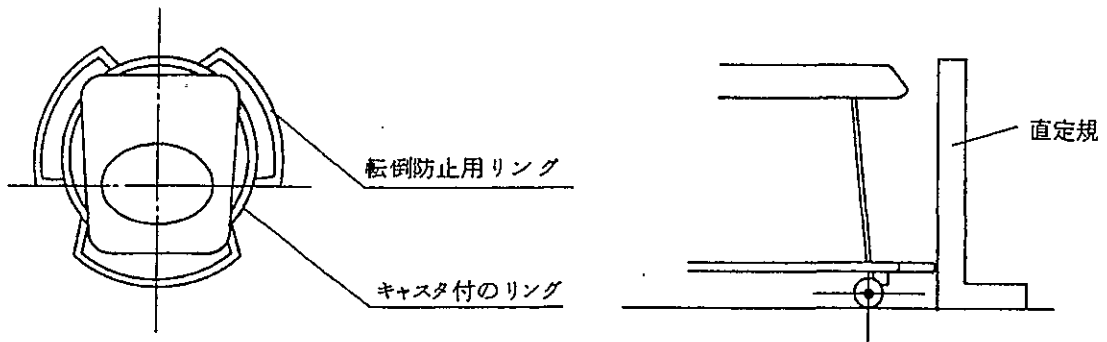 転倒防止用リング
キャスタ付のリング
直定規